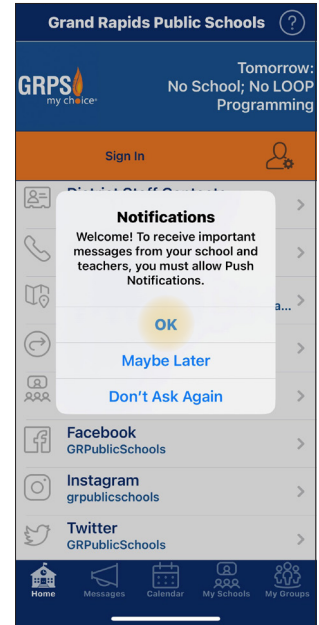 Grand Rapids Public Schools ?
GRPS
my choice
Tomorrow:
No School; No LOOP
Programming
Sign In
District Staff Contacts
Notifications
Welcome! To receive important
messages from your school and
teachers, you must allow Push
Notifications.
a...
OK
Maybe Later
Don't Ask Again
Facebook
GRPublicSchools
Instagram
grpublicschools
Twitter
GRPublicSchools
Home Messages Calendar My Schools My Groups